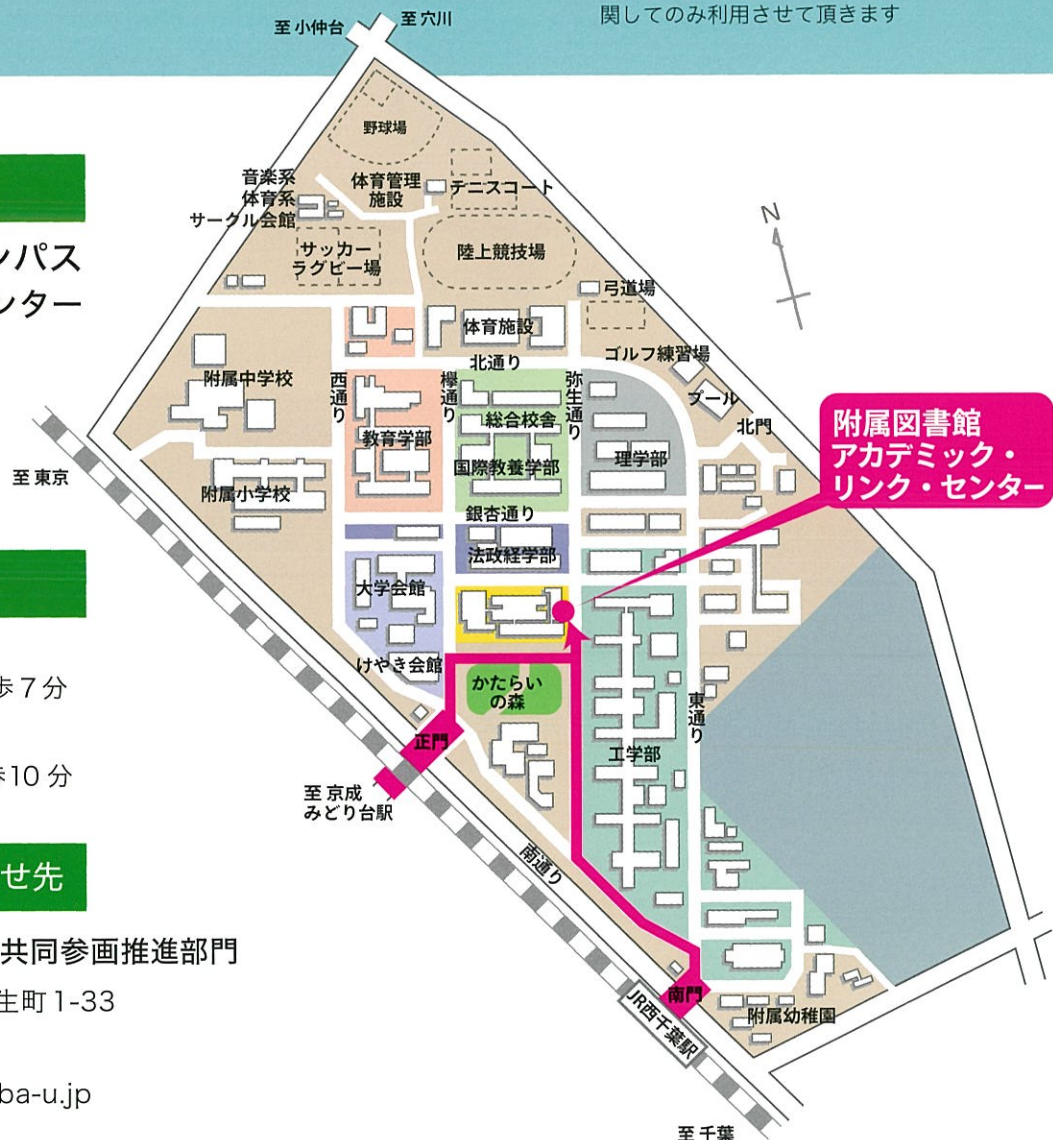 関してのみ利用させて頂きます
至 小仲台
至 穴川
野球場
音楽系
体育系
サークル会館
体育管理
施設
テニスコート
サッカー
ラグビー場
陸上競技場
N
弓道場
体育施設
北通り
ゴルフ練習場
プール
北門
附属中学校
西通り
欅通り
弥生通り
教育学部
総合校舎
国際教養学部
理学部
附属図書館
アカデミック・
リンク・センター
至 東京
附属小学校
銀杏通り
法政経学部
大学会館
けやき会館
かたらい
の森
正門
東通り
工学部
至 京成
みどり台駅
南通り
南門
JR西千葉駅
附属幼稚園
至 千葉
ンパス
ンター
歩7分
歩10分
せ先
共同参画推進部門
生町1-33
ba-u.jp